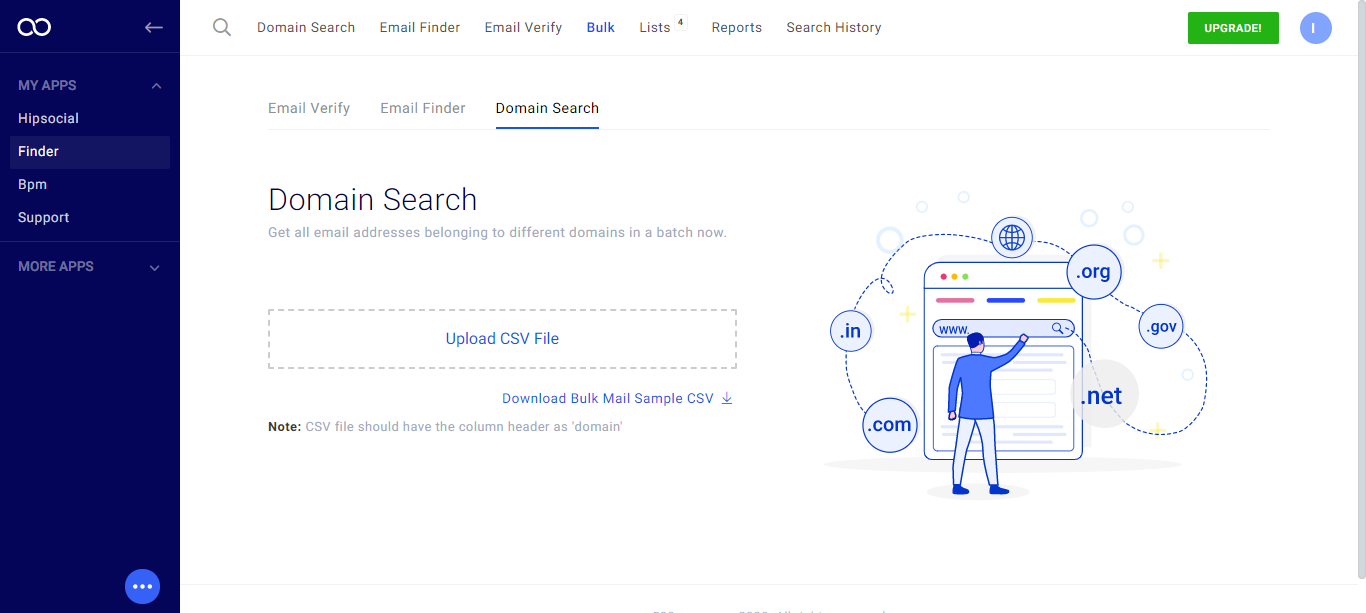 Domain Search Email Finder Email Verify Bulk Lists 4 Reports Search History UPGRADE! I
MY APPS
Hipsocial
Finder
Bpm
Support
MORE APPS
Email Verify Email Finder Domain Search
Domain Search
Get all email addresses belonging to different domains in a batch now.
Upload CSV File
Download Bulk Mail Sample CSV
Note: CSV file should have the column header as 'domain'
.org
.in
www.
.gov
.net
.com